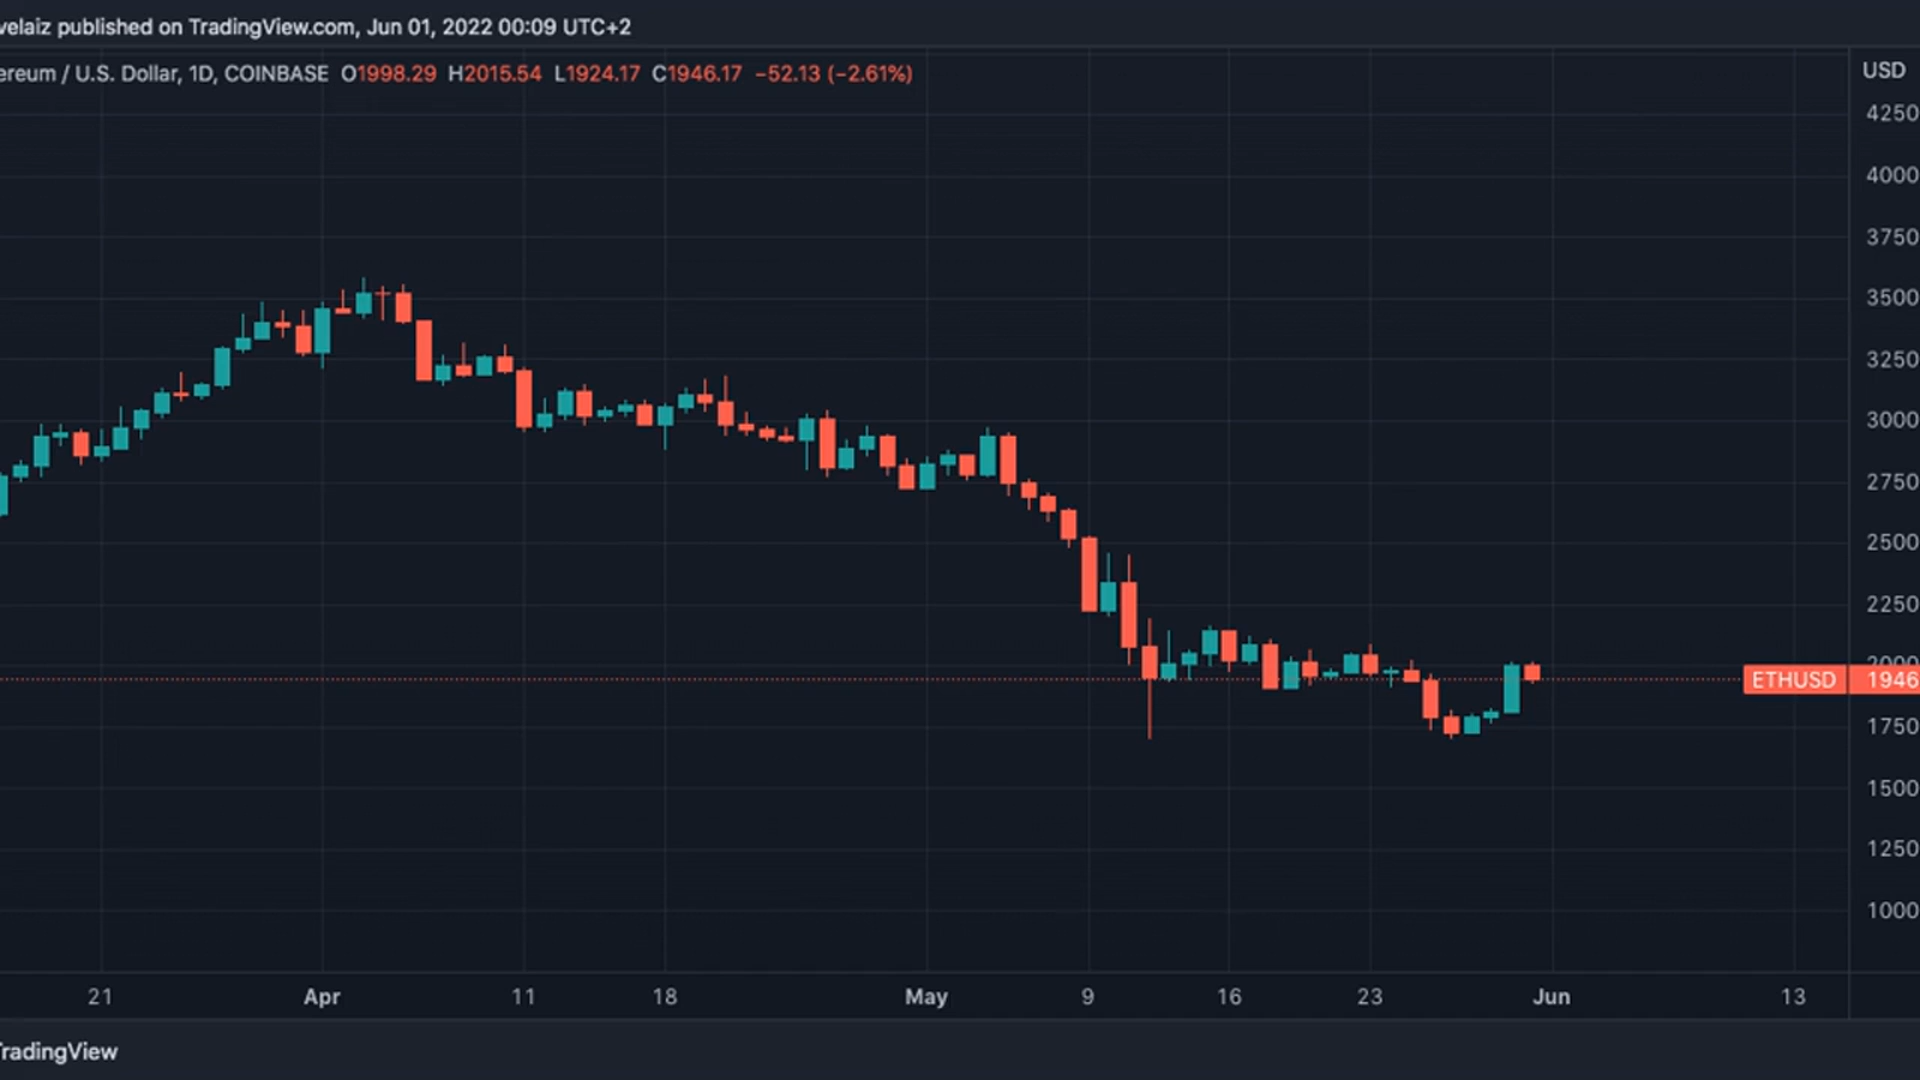 velaiz published on TradingView.com, Jun 01, 2022 00:09 UTC+2
ereum / U.S. Dollar, 1D, COINBASE O1998.29 H2015.54 L1924.17 C1946.17 −52.13 (−2.61%)
USD
4250
4000
3750
3500
3250
3000
2750
2500
2250
2000
ETHUSD 1946
1750
1500
1250
1000
21 Apr 11 18 May 9 16 23 Jun 13
TradingView